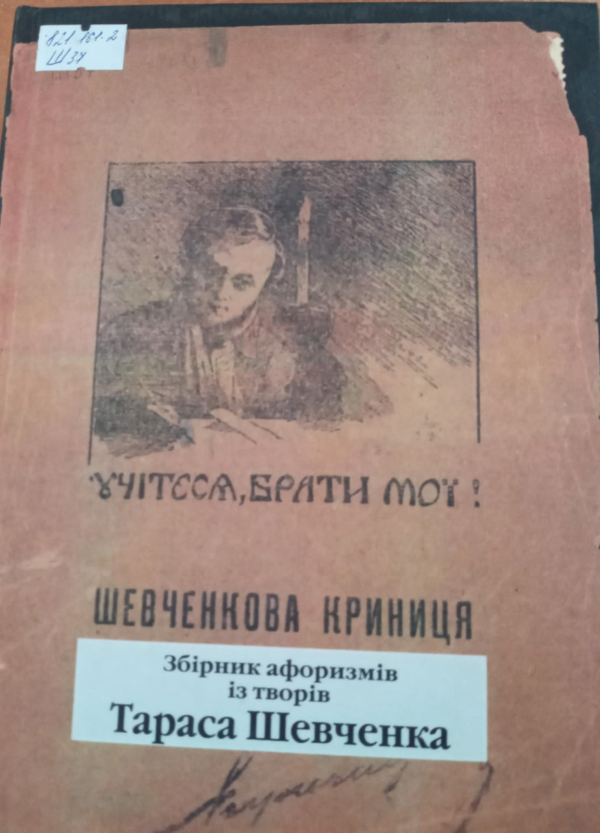 821.161.2
Ш37
УЧІТЕСЯ, БРАТИ МОЇ!
ШЕВЧЕНКОВА КРИНИЦЯ
Збірник афоризмів
із творів
Тараса Шевченка